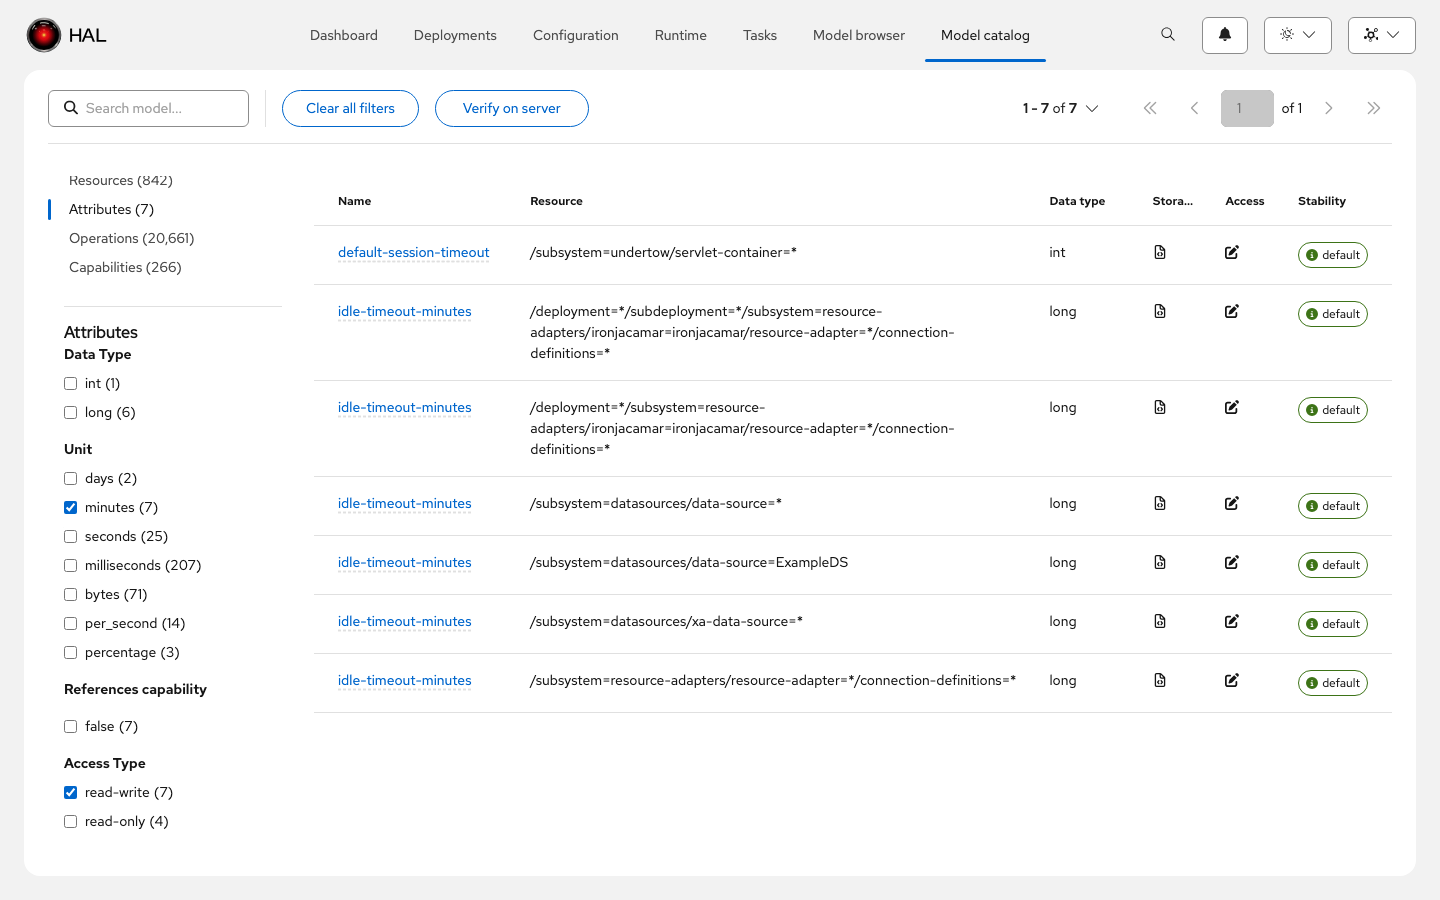 HAL
Dashboard
Deployments
Configuration
Runtime
Tasks
Model browser
Model catalog
Search model...
Clear all filters
Verify on server
1 - 7 of 7
1
of 1
Resources (842)
Attributes (7)
Operations (20,661)
Capabilities (266)
Attributes
Data Type
int (1)
long (6)
Unit
days (2)
minutes (7)
seconds (25)
milliseconds (207)
bytes (71)
per_second (14)
percentage (3)
References capability
false (7)
Access Type
read-write (7)
read-only (4)
Name Resource Data type Stora... Access Stability
default-session-timeout /subsystem=undertow/servlet-container=* int default
idle-timeout-minutes /deployment=*/subdeployment=*/subsystem=resource- long default
adapters/ironjacamar=ironjacamar/resource-adapter=*/connection-
definitions=*
idle-timeout-minutes /deployment=*/subsystem=resource- long default
adapters/ironjacamar=ironjacamar/resource-adapter=*/connection-
definitions=*
idle-timeout-minutes /subsystem=datasources/data-source=* long default
idle-timeout-minutes /subsystem=datasources/data-source=ExampleDS long default
idle-timeout-minutes /subsystem=datasources/xa-data-source=* long default
idle-timeout-minutes /subsystem=resource-adapters/resource-adapter=*/connection-definitions=* long default